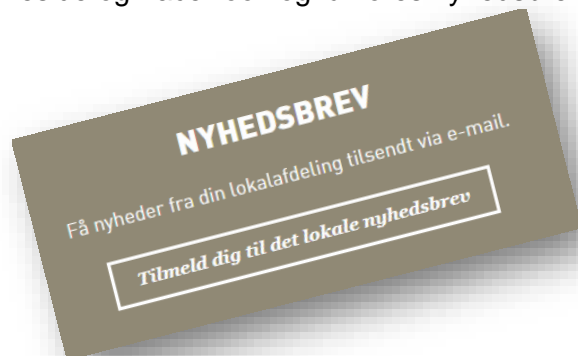 NYHEDSBREV
Få nyheder fra din lokalafdeling tilsendt via e-mail.
Tilmeld dig til det lokale nyhedsbrev